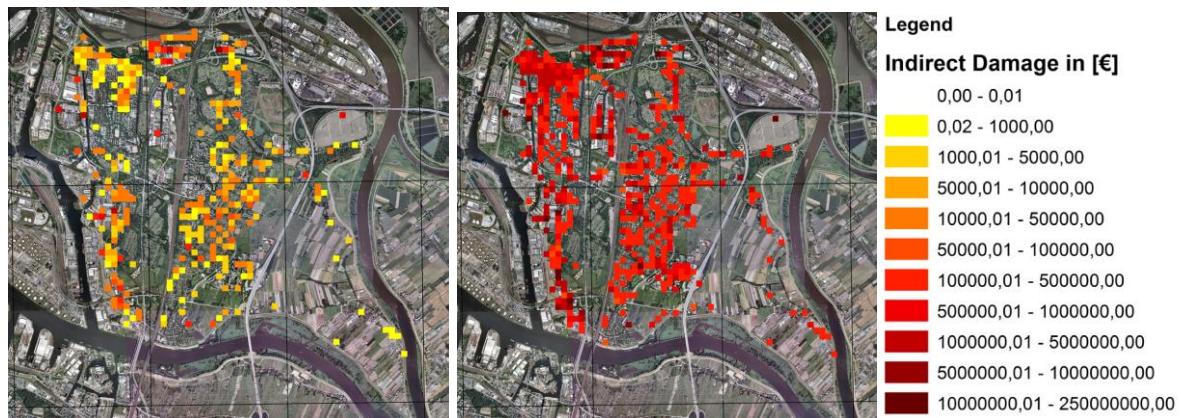 Legend
Indirect Damage in [€]
0,00 - 0,01
0,02 - 1000,00
1000,01 - 5000,00
5000,01 - 10000,00
10000,01 - 50000,00
50000,01 - 100000,00
100000,01 - 500000,00
500000,01 - 1000000,00
1000000,01 - 5000000,00
5000000,01 - 10000000,00
10000000,01 - 250000000,00